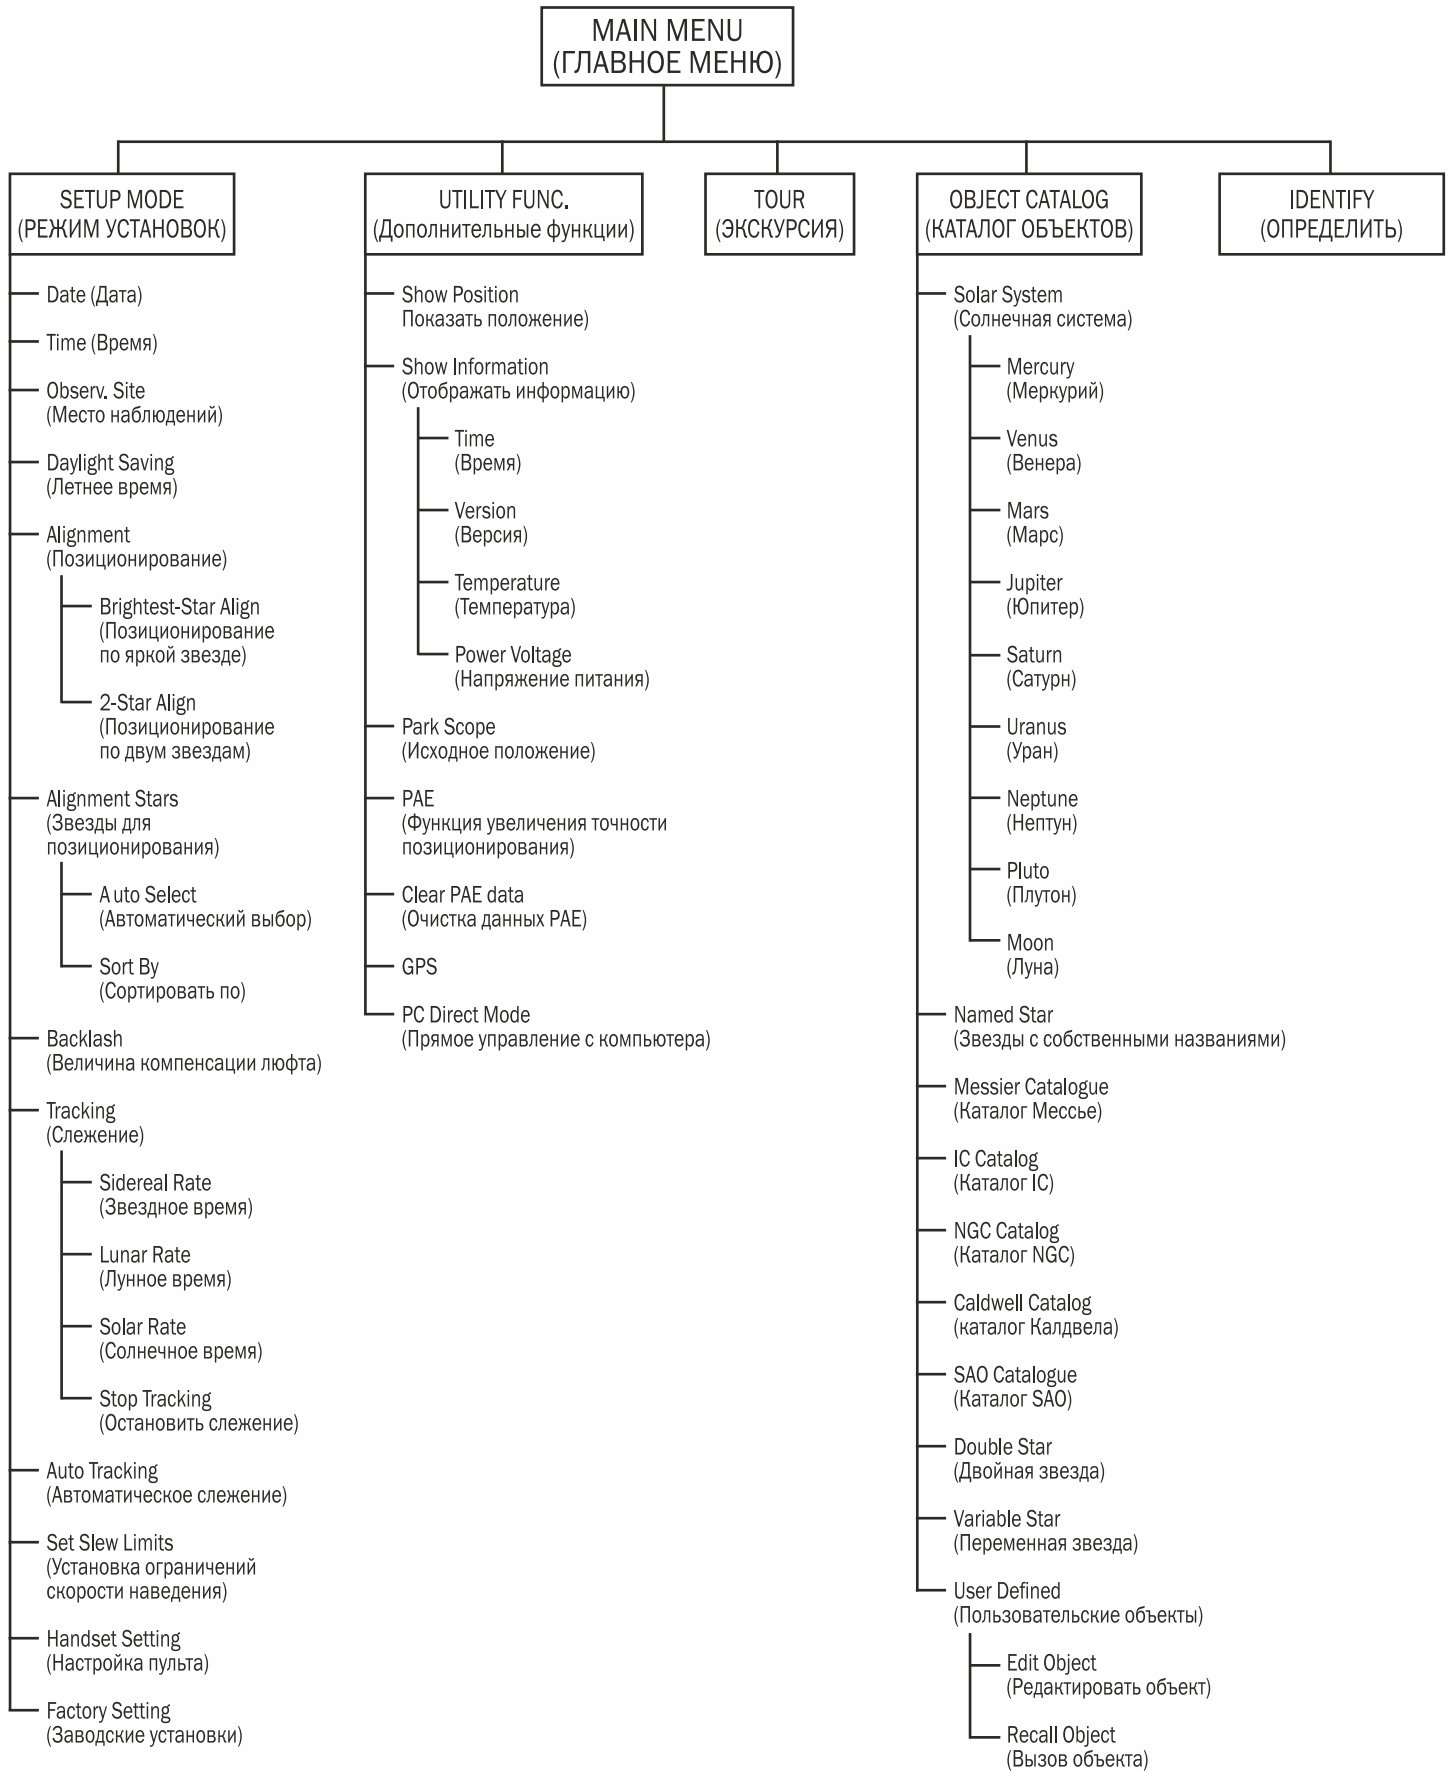 MAIN MENU
(ГЛАВНОЕ МЕНЮ)
SETUP MODE
(РЕЖИМ УСТАНОВОК)
Date (Дата)
Time (Время)
Observ. Site
(Место наблюдений)
Daylight Saving
(Летнее время)
Alignment
(Позиционирование)
Brightest-Star Align
(Позиционирование
по яркой звезде)
2-Star Align
(Позиционирование
по двум звездам)
Alignment Stars
(Звезды для
позиционирования)
Auto Select
(Автоматический выбор)
Sort By
(Сортировать по)
Backlash
(Величина компенсации люфта)
Tracking
(Слежение)
Sidereal Rate
(Звездное время)
Lunar Rate
(Лунное время)
Solar Rate
(Солнечное время)
Stop Tracking
(Остановить слежение)
Auto Tracking
(Автоматическое слежение)
Set Slew Limits
(Установка ограничений
скорости наведения)
Handset Setting
(Настройка пульта)
Factory Setting
(Заводские установки)
UTILITY FUNC.
(Дополнительные функции)
Show Position
Показать положение)
Show Information
(Отображать информацию)
Time
(Время)
Version
(Версия)
Temperature
(Температура)
Power Voltage
(Напряжение питания)
Park Scope
(Исходное положение)
PAE
(Функция увеличения точности
позиционирования)
Clear PAE data
(Очистка данных PAE)
GPS
PC Direct Mode
(Прямое управление с компьютера)
TOUR
(ЭКСКУРСИЯ)
OBJECT CATALOG
(КАТАЛОГ ОБЪЕКТОВ)
Solar System
(Солнечная система)
Mercury
(Меркурий)
Venus
(Венера)
Mars
(Марс)
Jupiter
(Юпитер)
Saturn
(Сатурн)
Uranus
(Уран)
Neptune
(Нептун)
Pluto
(Плутон)
Moon
(Луна)
Named Star
(Звезды с собственными названиями)
Messier Catalogue
(Каталог Мессье)
IC Catalog
(Каталог IC)
NGC Catalog
(Каталог NGC)
Caldwell Catalog
(каталог Калдвела)
SAO Catalogue
(Каталог SAO)
Double Star
(Двойная звезда)
Variable Star
(Переменная звезда)
User Defined
(Пользовательские объекты)
Edit Object
(Редактировать объект)
Recall Object
(Вызов объекта)
IDENTIFY
(ОПРЕДЕЛИТЬ)